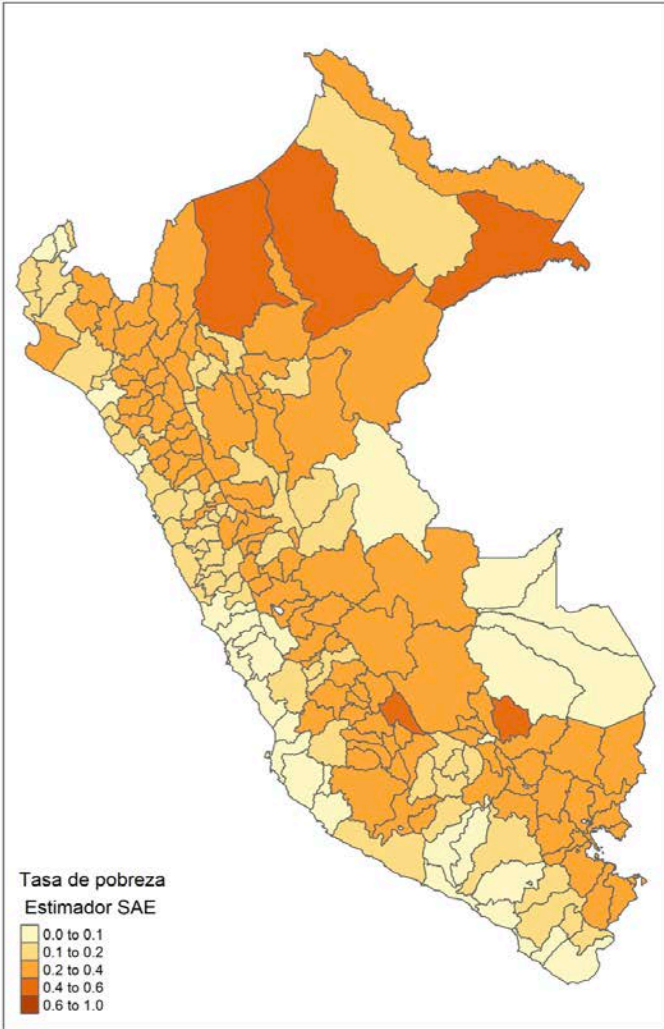 Tasa de pobreza
Estimador SAE
0.0 to 0.1
0.1 to 0.2
0.2 to 0.4
0.4 to 0.6
0.6 to 1.0